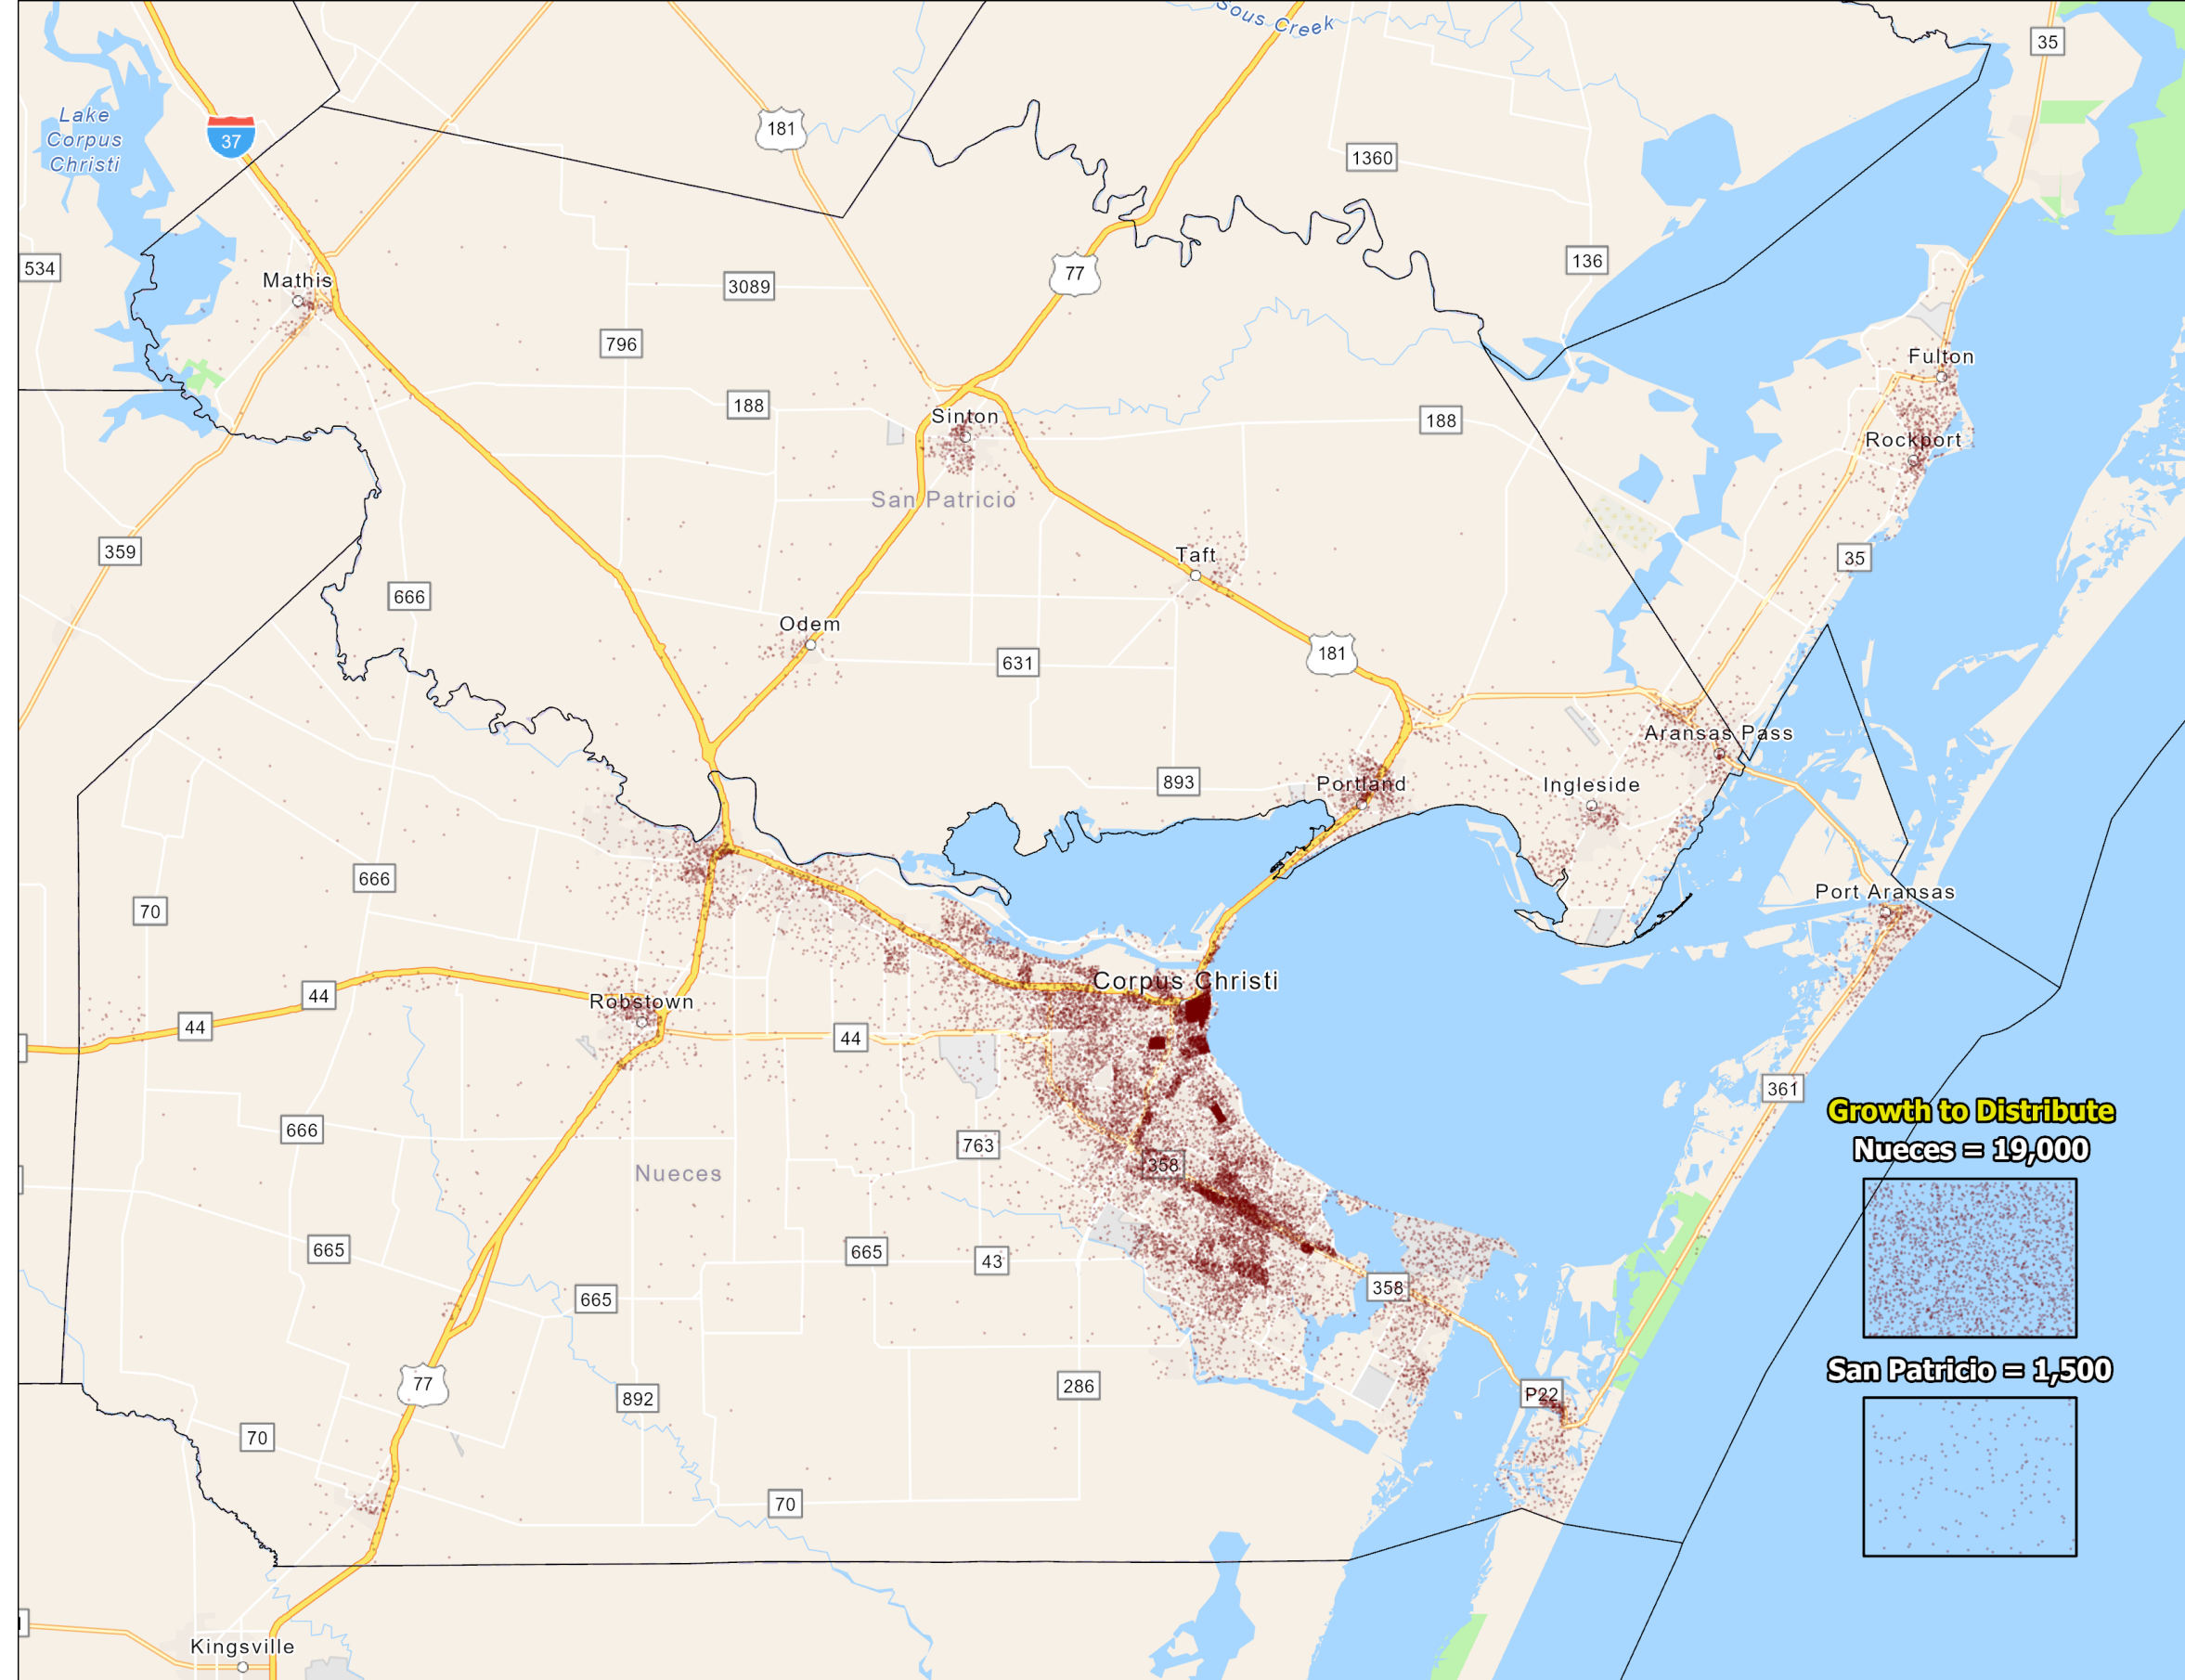 Sous Creek
35
Lake
Corpus
Christi
37
181
1360
534
Mathis
3089
77
136
796
Fulton
188
Sinton
188
Rockport
San Patricio
359
Taft
35
666
Odem
631
181
Aransas Pass
893
Portland
Ingleside
666
Port Aransas
70
Corpus Christi
44
Robstown
44
44
361
Growth to Distribute
Nueces = 19,000
666
763
358
Nueces
665
665
43
358
665
San Patricio = 1,500
77
892
286
P22
70
70
Kingsville